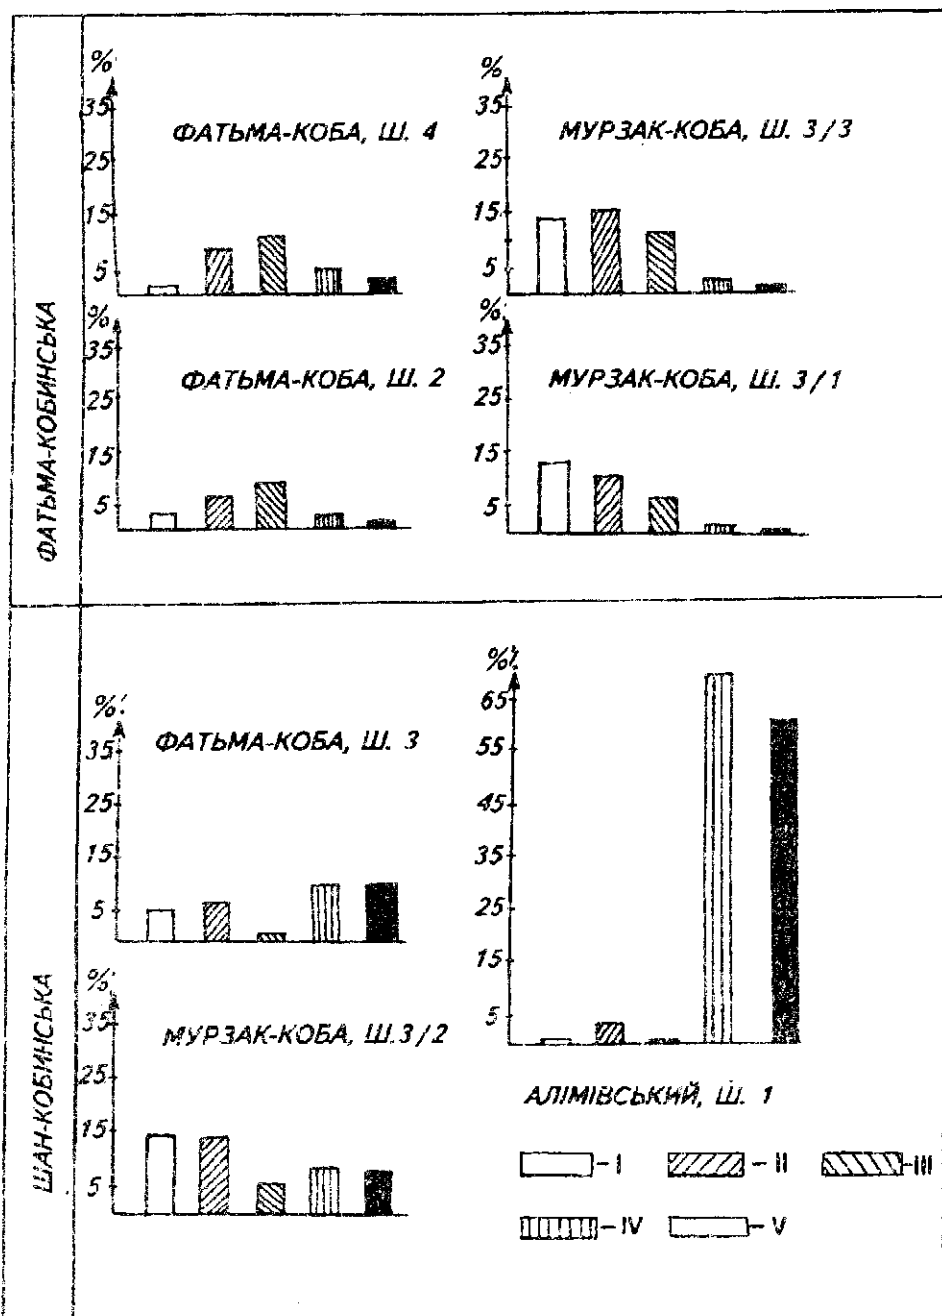 ФАТЬМА-КОБИНСЬКА
%
35
25
15
5
ФАТЬМА-КОБА, Ш. 4
%
35
25
15
5
МУРЗАК-КОБА, Ш. 3/3
%
35
25
15
5
ФАТЬМА-КОБА, Ш. 2
%
35
25
15
5
МУРЗАК-КОБА, Ш. 3/1
ШАН-КОБИНСЬКА
%
35
25
15
5
ФАТЬМА-КОБА, Ш. 3
%
65
55
45
35
25
15
5
АЛІМІВСЬКИЙ, Ш. 1
%
35
25
15
5
МУРЗАК-КОБА, Ш. 3/2
- I
- II
- III
- IV
- V